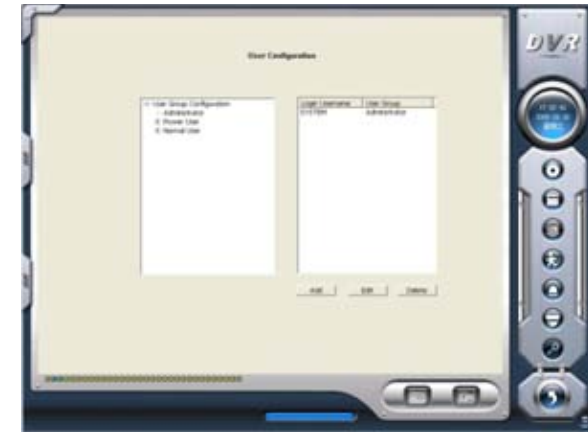 DVR
User Configuration
User Group Configuration
Administrator
Power User
Normal User
Login Username User Group
SYSTEM Administrator
Add Edit Delete